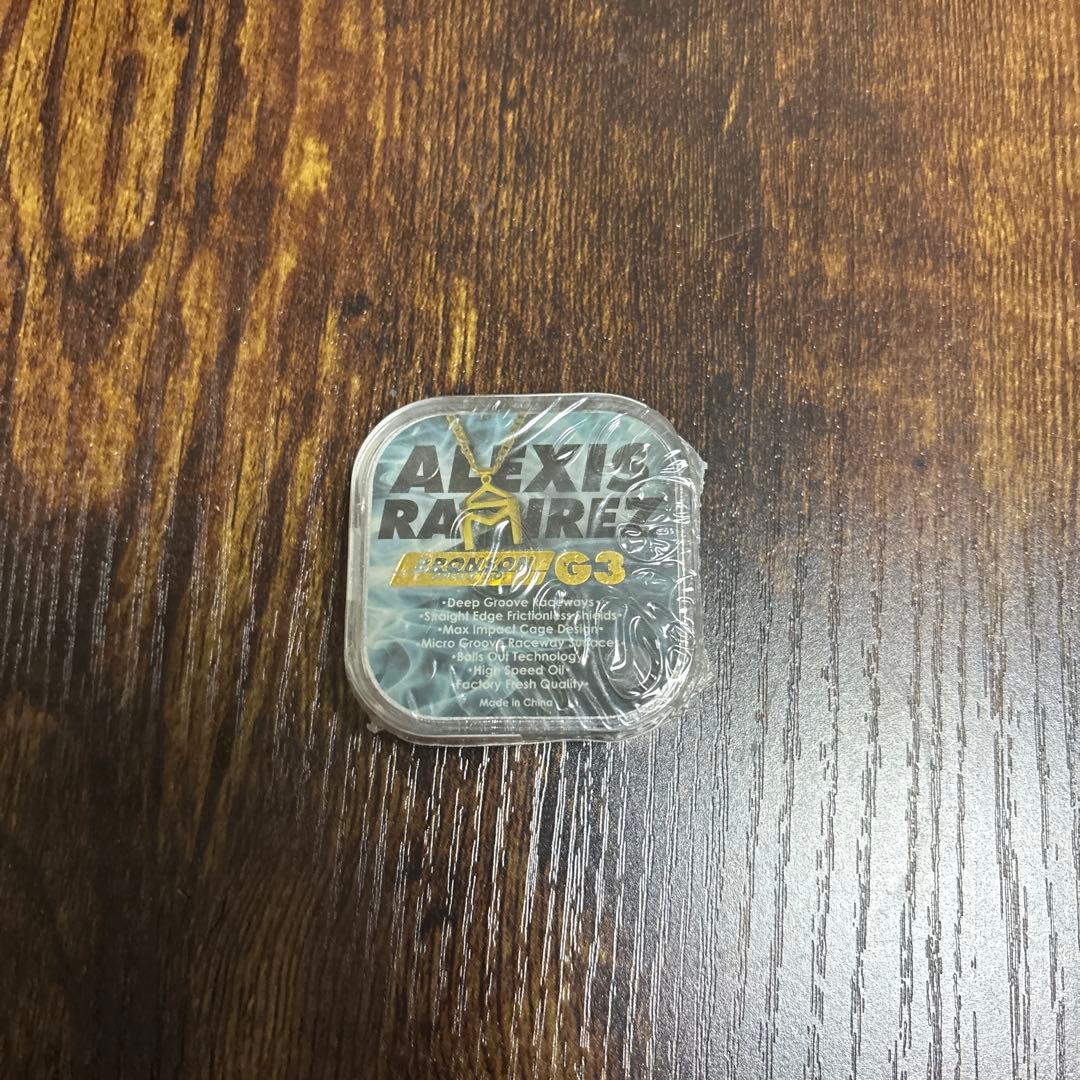 ALEXIS
RAMIREZ
BRONSON
G3
•Deep Groove Raceways•
•Straight Edge Frictionless Shields•
•Max Impact Cage Design•
•Micro Groove Raceway Surface•
•Balls Out Technology•
•High Speed Oil•
•Factory Fresh Quality•
Made in China